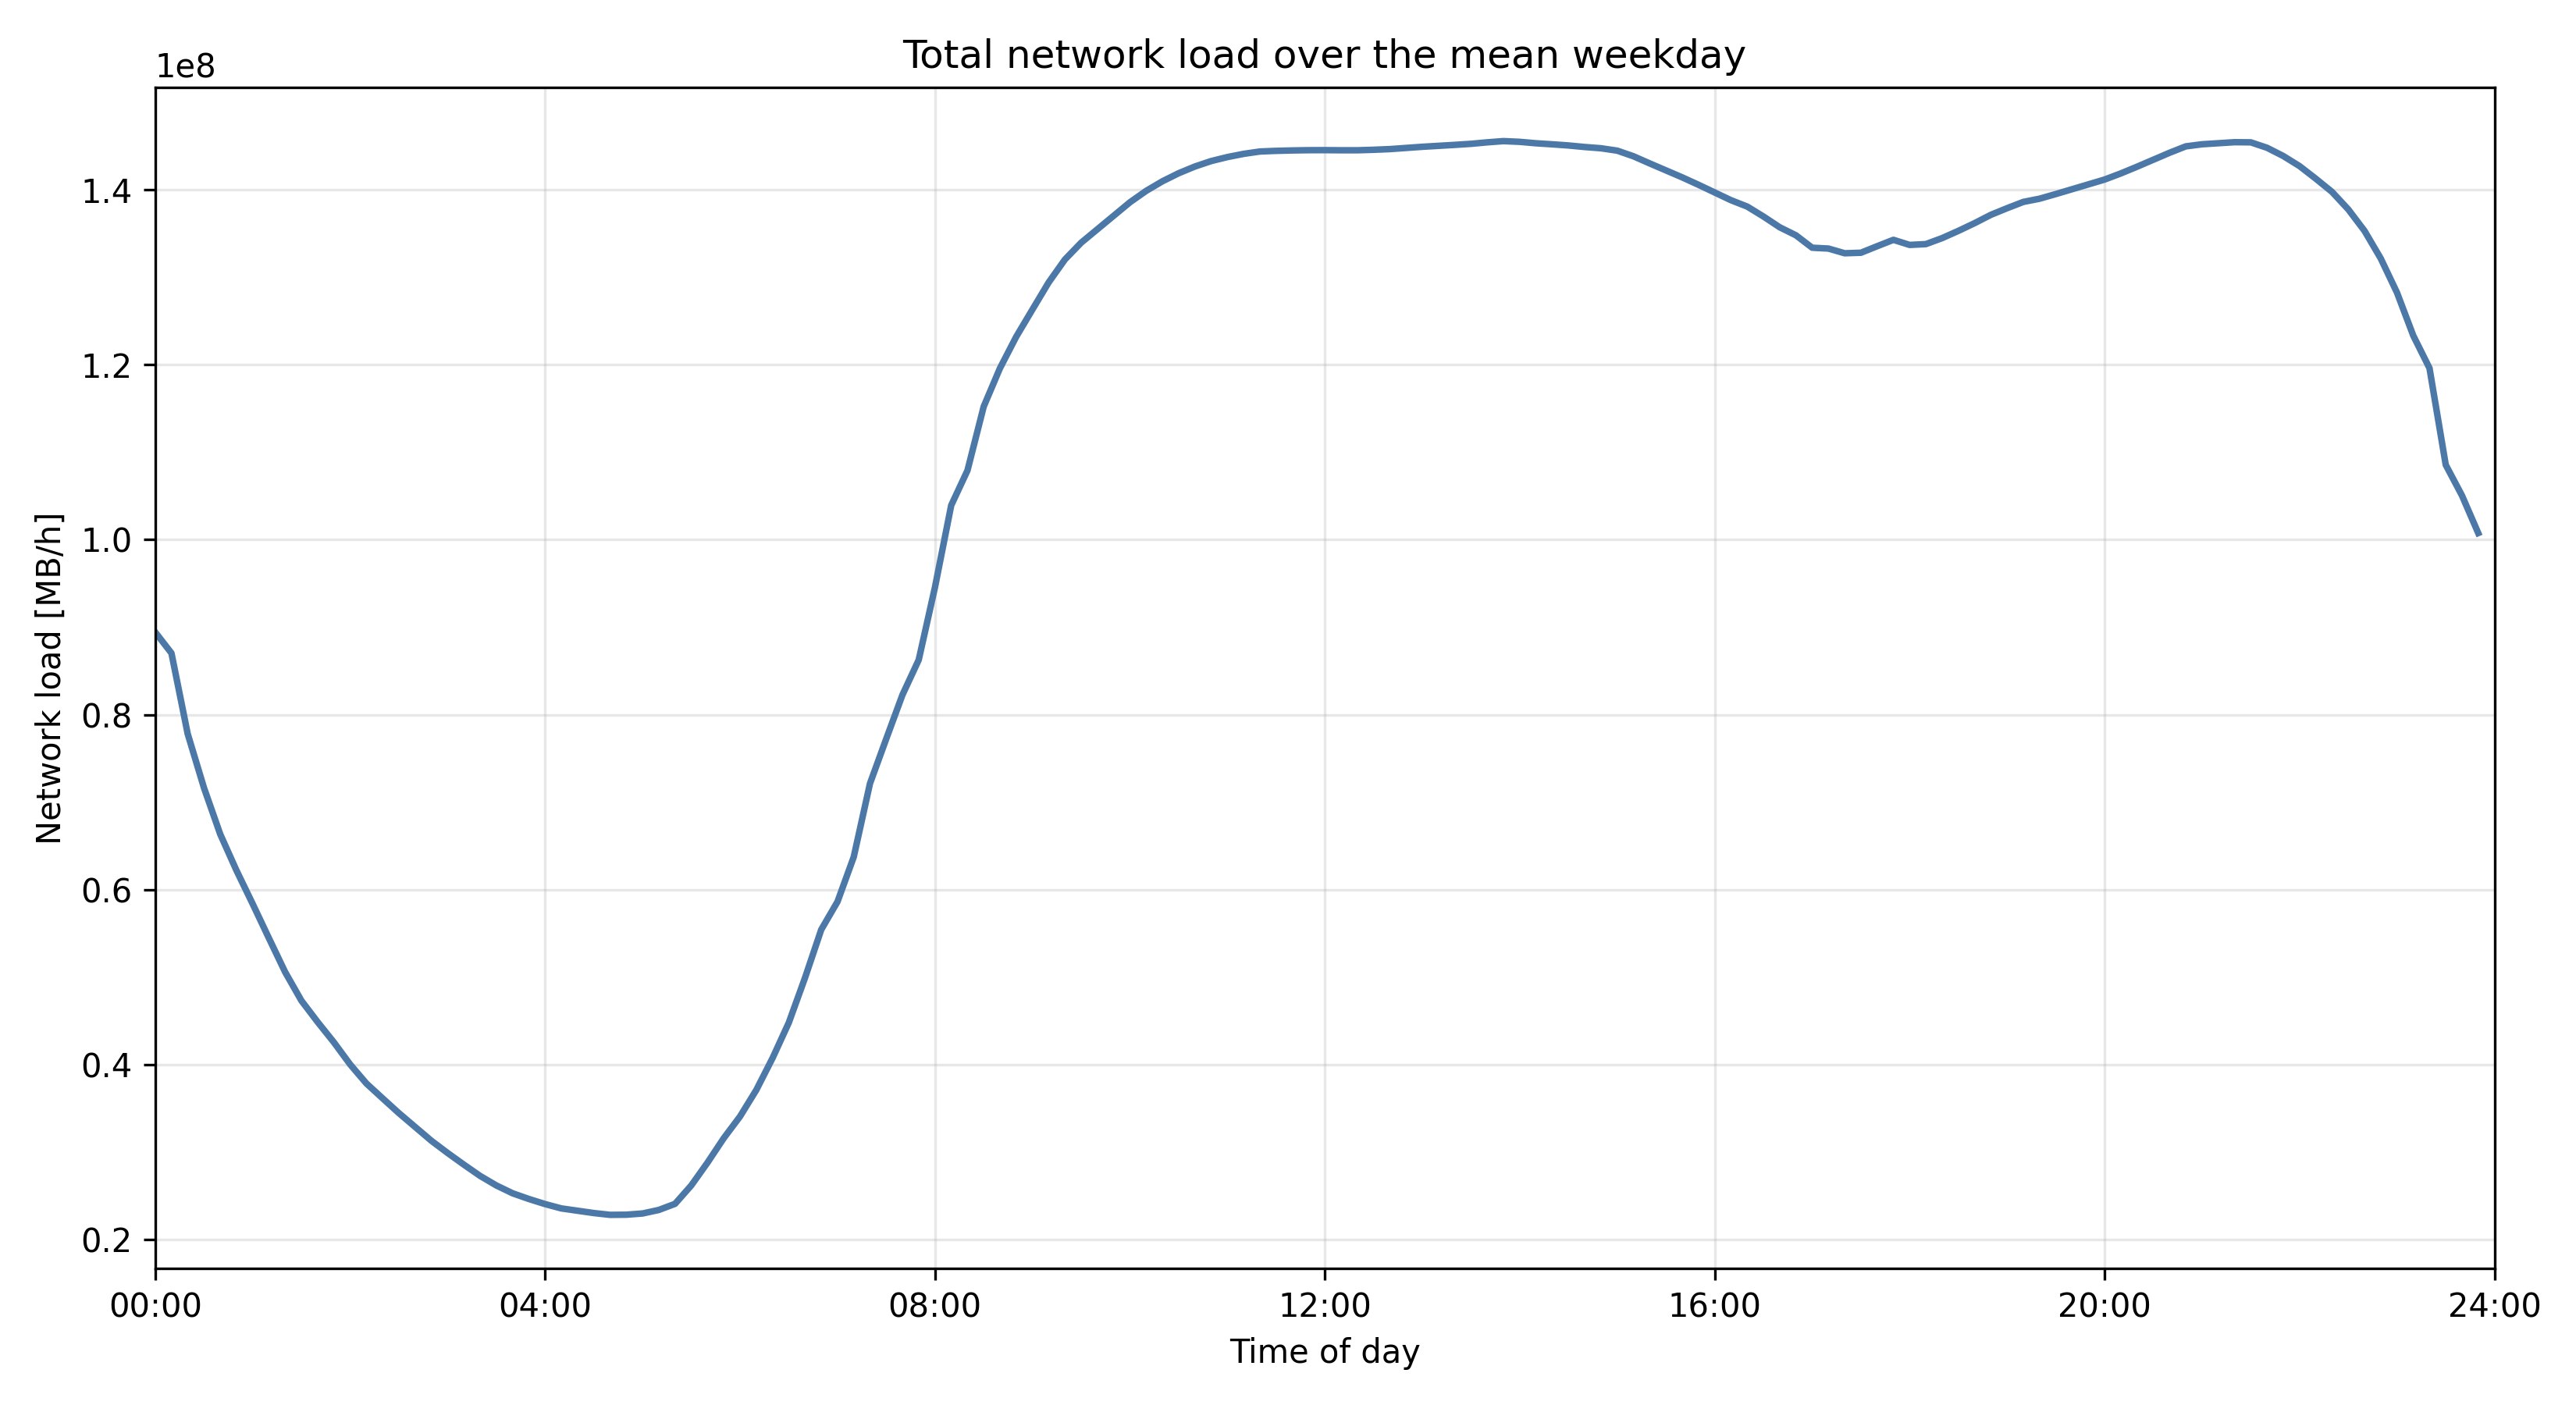 Total network load over the mean weekday
1e8
Network load [MB/h]
1.4
1.2
1.0
0.8
0.6
0.4
0.2
00:00 04:00 08:00 12:00 16:00 20:00 24:00
Time of day